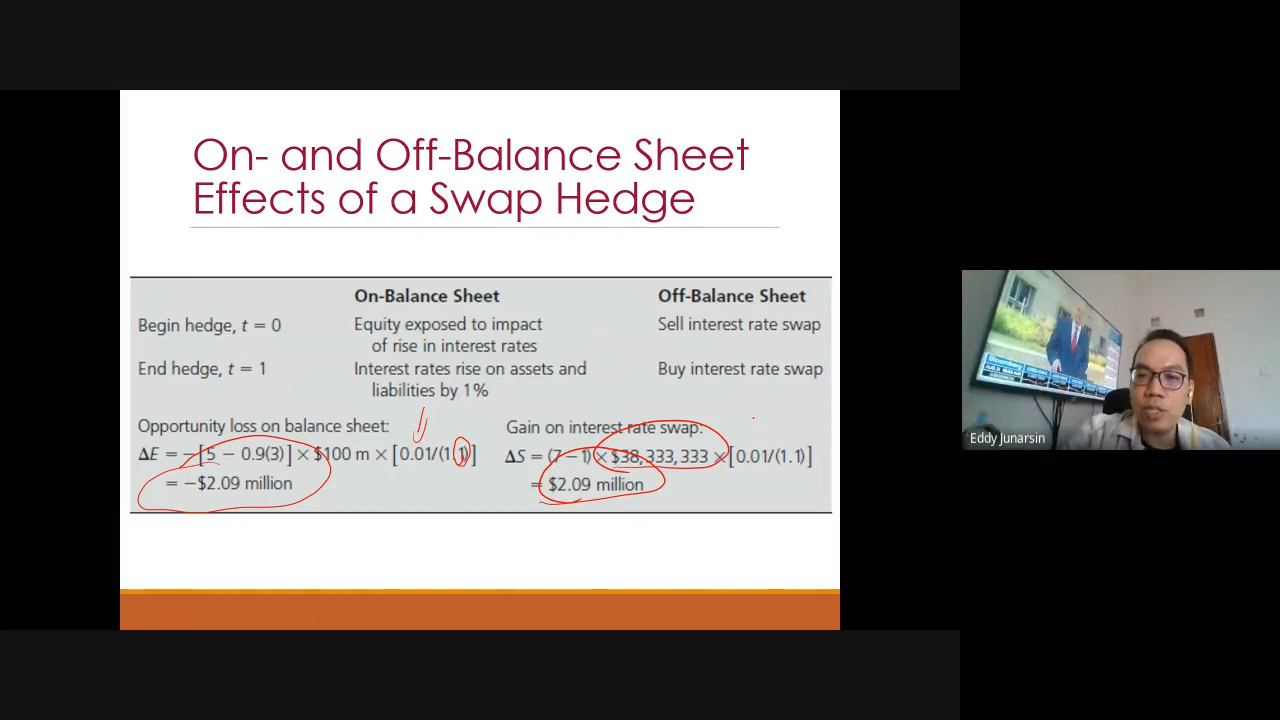 On- and Off-Balance Sheet
Effects of a Swap Hedge
On-Balance Sheet
Off-Balance Sheet
Begin hedge, t = 0
Equity exposed to impact
of rise in interest rates
Sell interest rate swap
End hedge, t = 1
Interest rates rise on assets and
liabilities by 1%
Buy interest rate swap
Opportunity loss on balance sheet:
ΔE = −[5 − 0.9(3)] × $100 m × [0.01/(1.1)]
= −$2.09 million
Gain on interest rate swap:
ΔS = (7 − 1) × $38,333,333 × [0.01/(1.1)]
= $2.09 million
Bloomberg
Eddy Junarsin